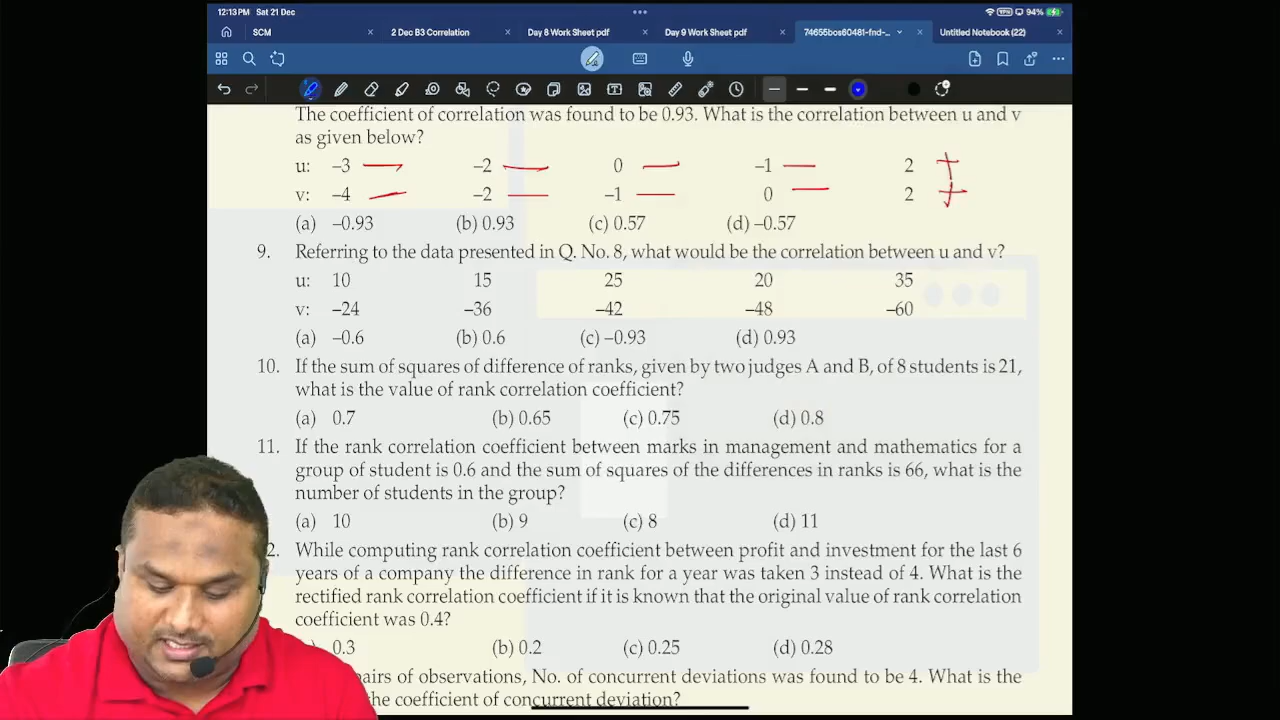 12:13 PM Sat 21 Dec
VPN 94%
SCM
2 Dec B3 Correlation
Day 8 Work Sheet pdf
Day 9 Work Sheet pdf
74655bos60481-fnd-...
Untitled Notebook (22)
The coefficient of correlation was found to be 0.93. What is the correlation between u and v
as given below?
u: –3 –2 0 –1 2
v: –4 –2 –1 0 2
(a) –0.93 (b) 0.93 (c) 0.57 (d) –0.57
9. Referring to the data presented in Q. No. 8, what would be the correlation between u and v?
u: 10 15 25 20 35
v: –24 –36 –42 –48 –60
(a) –0.6 (b) 0.6 (c) –0.93 (d) 0.93
10. If the sum of squares of difference of ranks, given by two judges A and B, of 8 students is 21,
what is the value of rank correlation coefficient?
(a) 0.7 (b) 0.65 (c) 0.75 (d) 0.8
11. If the rank correlation coefficient between marks in management and mathematics for a
group of student is 0.6 and the sum of squares of the differences in ranks is 66, what is the
number of students in the group?
(a) 10 (b) 9 (c) 8 (d) 11
2. While computing rank correlation coefficient between profit and investment for the last 6
years of a company the difference in rank for a year was taken 3 instead of 4. What is the
rectified rank correlation coefficient if it is known that the original value of rank correlation
coefficient was 0.4?
0.3 (b) 0.2 (c) 0.25 (d) 0.28
airs of observations, No. of concurrent deviations was found to be 4. What is the
he coefficient of concurrent deviation?